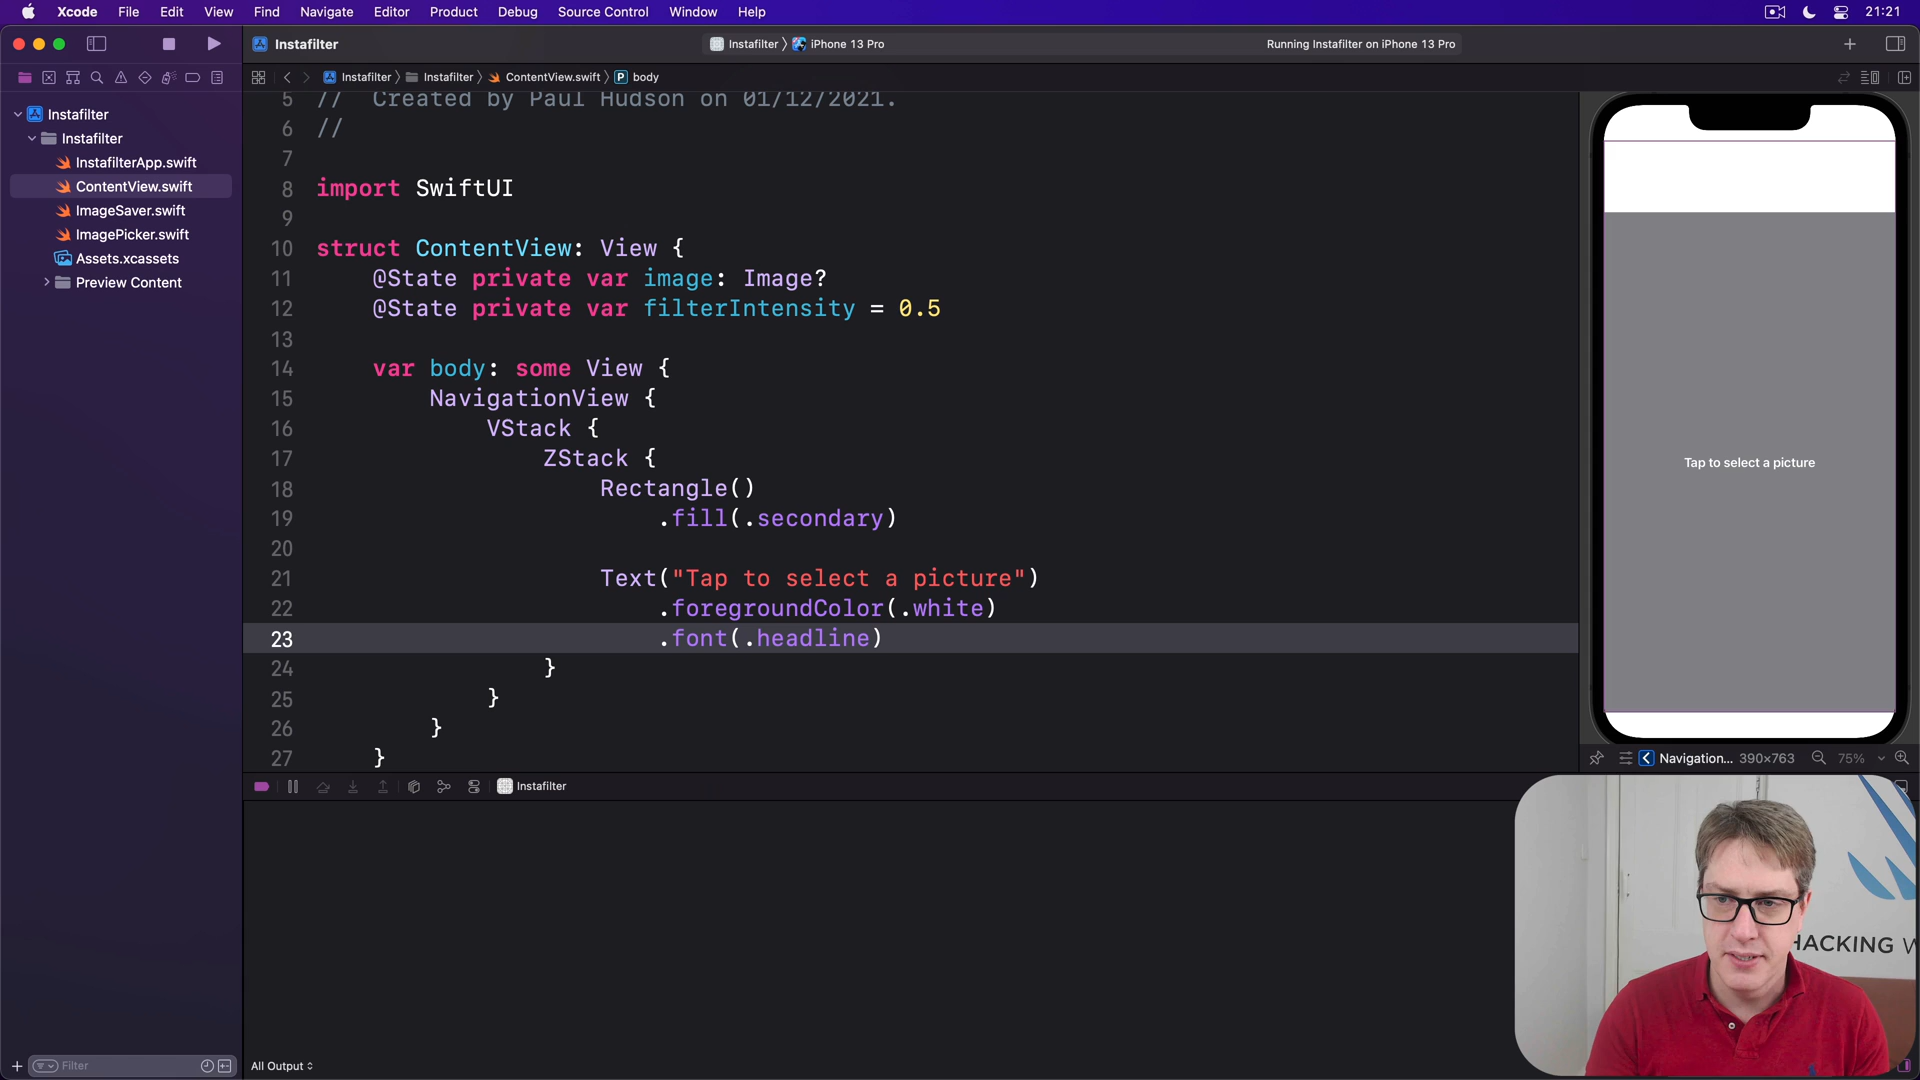 Xcode File Edit View Find Navigate Editor Product Debug Source Control Window Help 21:21
Instafilter Instafilter iPhone 13 Pro Running Instafilter on iPhone 13 Pro
Instafilter Instafilter ContentView.swift P body
Instafilter
Instafilter
InstafilterApp.swift
ContentView.swift
ImageSaver.swift
ImagePicker.swift
Assets.xcassets
Preview Content
5 //  Created by Paul Hudson on 01/12/2021.
6 //
7
8 import SwiftUI
9
10 struct ContentView: View {
11     @State private var image: Image?
12     @State private var filterIntensity = 0.5
13
14     var body: some View {
15         NavigationView {
16             VStack {
17                 ZStack {
18                     Rectangle()
19                         .fill(.secondary)
20
21                     Text("Tap to select a picture")
22                         .foregroundColor(.white)
23                         .font(.headline)
24                 }
25             }
26         }
27     }
Tap to select a picture
Navigation... 390×763 75%
Instafilter
HACKING W
Filter All Output